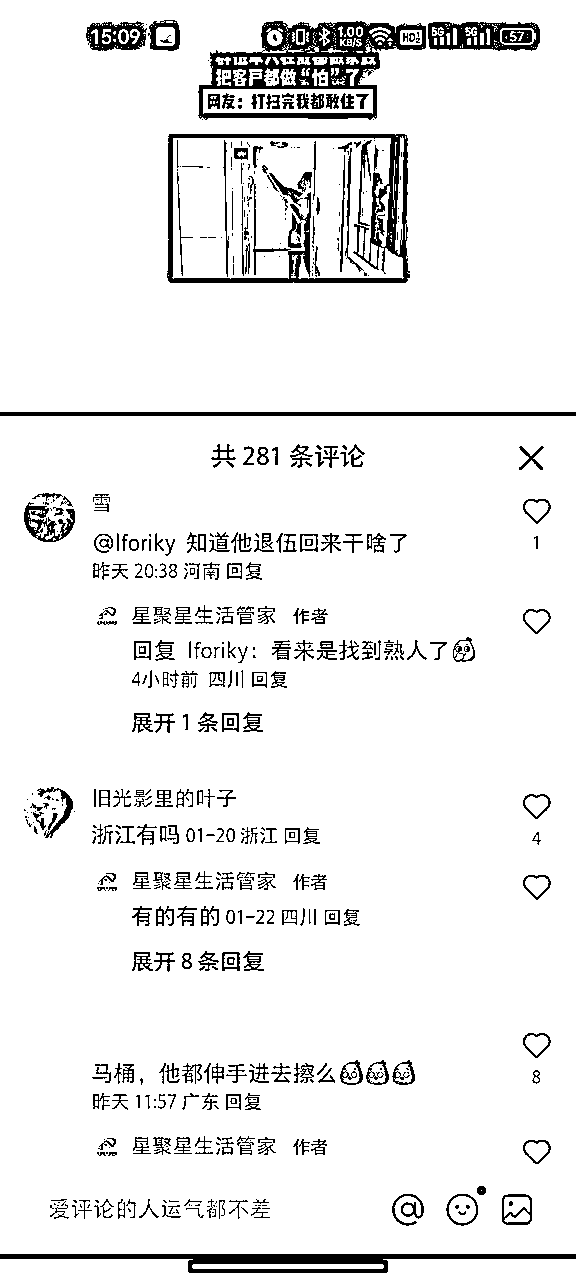 15:09 1.00 KB/S HD 5G 5G 57
把客户都做“怕”了
网友：打扫完我都敢住了
共 281 条评论
雪
@lforiky 知道他退伍回来干啥了
1
昨天 20:38 河南 回复
星聚星生活管家 作者
回复 lforiky：看来是找到熟人了
4小时前 四川 回复
展开 1 条回复
旧光影里的叶子
浙江有吗 01-20 浙江 回复
4
星聚星生活管家 作者
有的有的 01-22 四川 回复
展开 8 条回复
马桶，他都伸手进去擦么
8
昨天 11:57 广东 回复
星聚星生活管家 作者
爱评论的人运气都不差